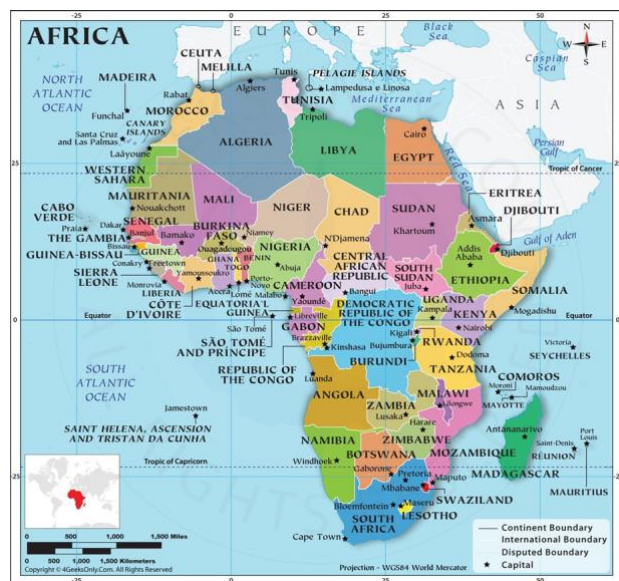 AFRICA
EUROPE
ASIA
Black
Sea
Caspian
Sea
N
W
E
S
NORTH
ATLANTIC
OCEAN
MADEIRA
Funchal
CEUTA
MELILLA
Rabat
MOROCCO
Algiers
Tunis
TUNISIA
PELAGIE ISLANDS
Lampedusa e Linosa
Mediterranean
Sea
Tripoli
CANARY
ISLANDS
Santa Cruz
and Las Palmas
Laâyoune
ALGERIA
LIBYA
Cairo
EGYPT
Persian
Gulf
25
Tropic of Cancer
WESTERN
SAHARA
Red Sea
MAURITANIA
Nouakchott
MALI
NIGER
CHAD
SUDAN
Khartoum
ERITREA
Asmara
DJIBOUTI
Djibouti
Gulf of Aden
CABO
VERDE
Praia
Dakar
SENEGAL
Banjul
THE GAMBIA
Bissau
GUINEA-BISSAU
Bamako
BURKINA
FASO
Ouagadougou
Niamey
N'Djamena
GUINEA
Conakry
Freetown
SIERRA
LEONE
Monrovia
LIBERIA
Yamoussoukro
CÔTE
D'IVOIRE
GHANA
TOGO
BENIN
Accra
Lomé
Porto-
Novo
NIGERIA
Abuja
CAMEROON
Malabo
Yaoundé
CENTRAL
AFRICAN
REPUBLIC
Bangui
SOUTH
SUDAN
Juba
Addis
Ababa
ETHIOPIA
SOMALIA
Mogadishu
EQUATORIAL
GUINEA
Libreville
GABON
São Tomé
SÃO TOMÉ
AND PRÍNCIPE
REPUBLIC OF
THE CONGO
Brazzaville
Kinshasa
DEMOCRATIC
REPUBLIC OF
THE CONGO
UGANDA
Kampala
KENYA
Nairobi
Kigali
RWANDA
Bujumbura
BURUNDI
TANZANIA
Dodoma
0
Equator
Equator
0
Victoria
SEYCHELLES
SOUTH
ATLANTIC
OCEAN
Luanda
ANGOLA
ZAMBIA
Lusaka
MALAWI
COMOROS
Moroni
Mamoudzou
MAYOTTE
Jamestown
SAINT HELENA, ASCENSION
AND TRISTAN DA CUNHA
Harare
ZIMBABWE
MOZAMBIQUE
Antananarivo
MADAGASCAR
Saint-Denis
RÉUNION
Port
Louis
MAURITIUS
NAMIBIA
Windhoek
BOTSWANA
Gaborone
Pretoria
Mbabane
Maputo
SWAZILAND
Tropic of Capricorn
Bloemfontein
Maseru
LESOTHO
SOUTH
AFRICA
Cape Town
0
500
1,000
1,500 Miles
0
500
1,000
1,500 Kilometers
Copyright © 4GeeksOnly.Com. All Rights Reserved
0
Projection - WGS84 World Mercator
50
Continent Boundary
International Boundary
Disputed Boundary
Capital